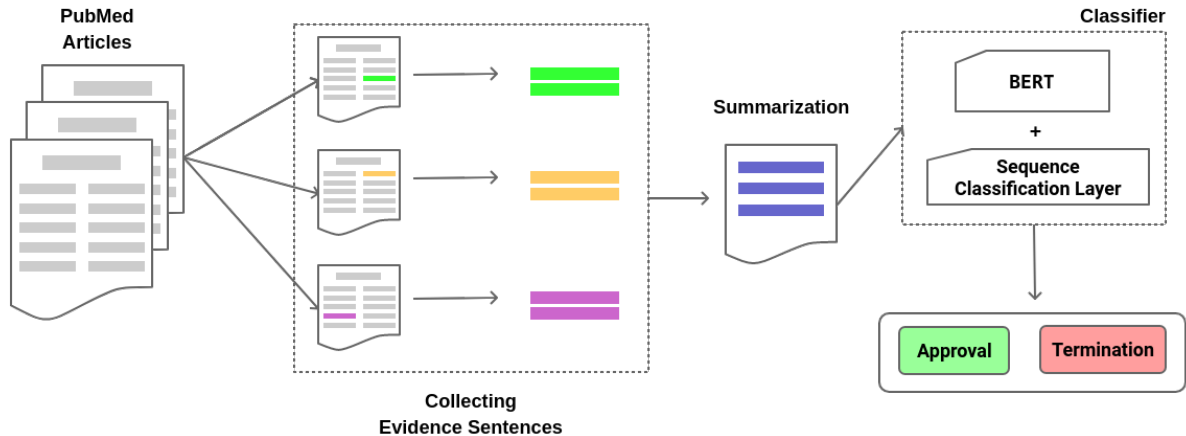 PubMed
Articles
Collecting
Evidence Sentences
Summarization
Classifier
BERT
+
Sequence
Classification Layer
Approval
Termination